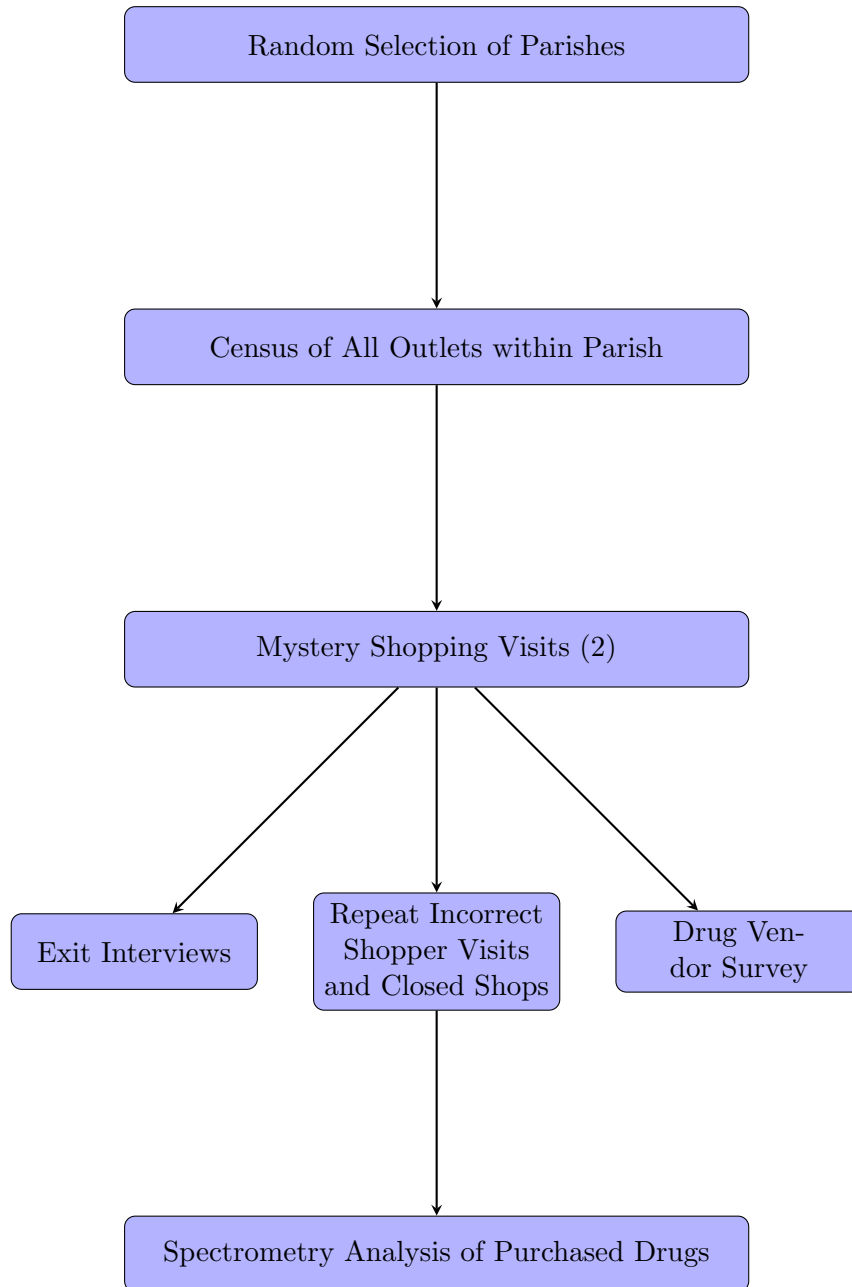 Random Selection of Parishes
Census of All Outlets within Parish
Mystery Shopping Visits (2)
Exit Interviews
Repeat Incorrect
Shopper Visits
and Closed Shops
Drug Ven-
dor Survey
Spectrometry Analysis of Purchased Drugs